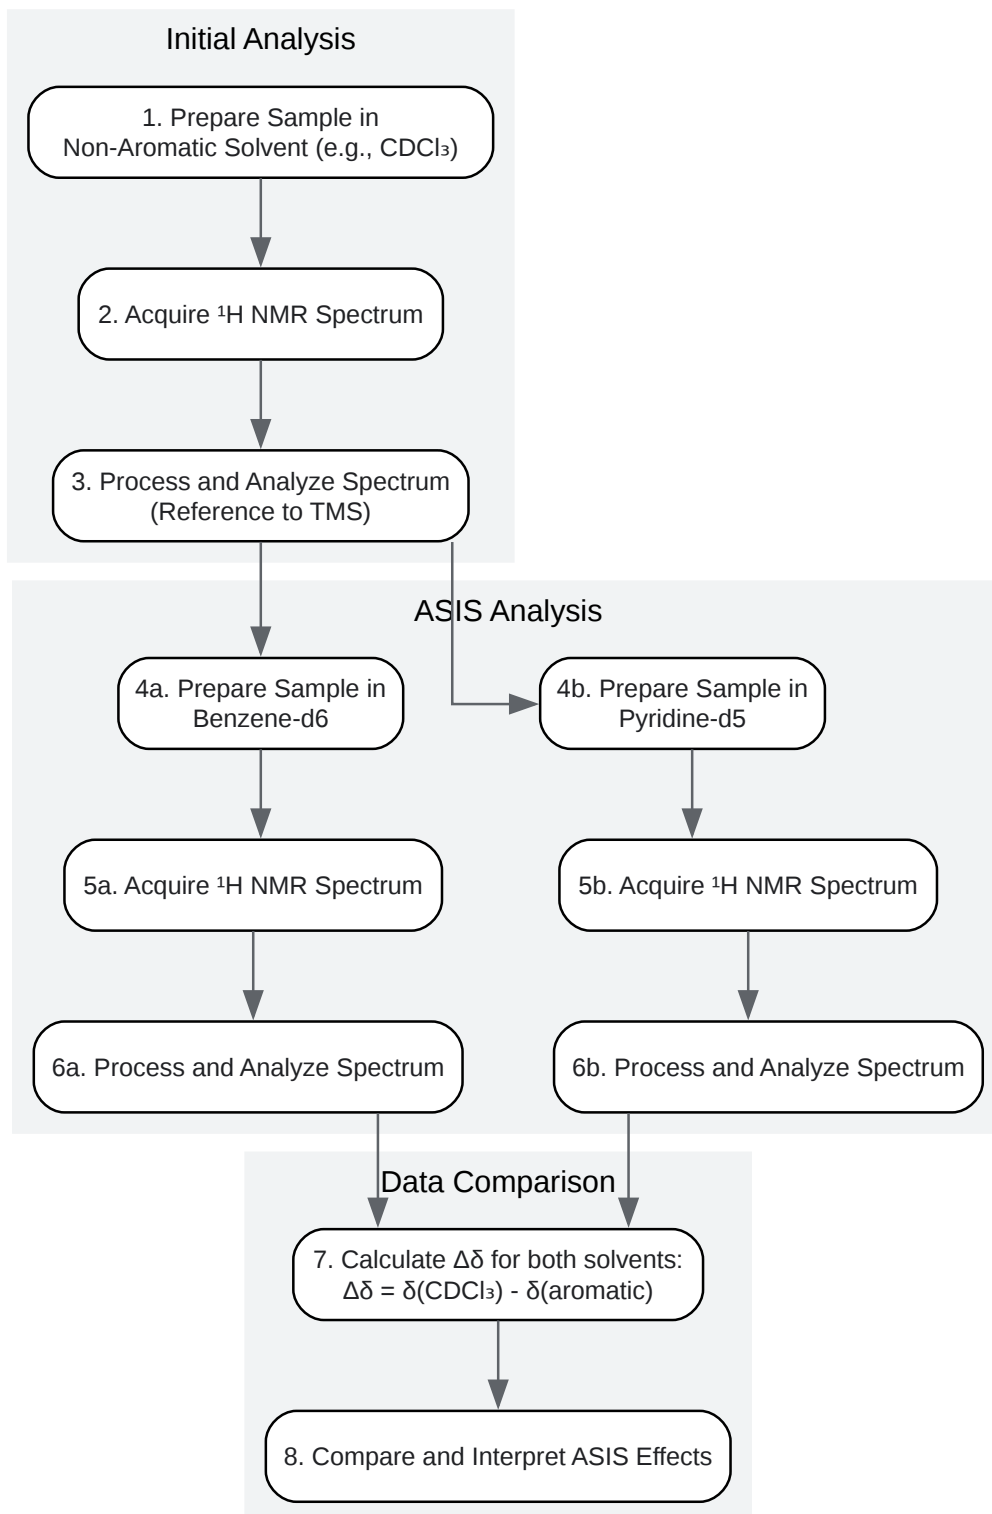 Initial Analysis
1. Prepare Sample in
Non-Aromatic Solvent (e.g., CDCl₃)
2. Acquire ¹H NMR Spectrum
3. Process and Analyze Spectrum
(Reference to TMS)
ASIS Analysis
4a. Prepare Sample in
Benzene-d6
4b. Prepare Sample in
Pyridine-d5
5a. Acquire ¹H NMR Spectrum
5b. Acquire ¹H NMR Spectrum
6a. Process and Analyze Spectrum
6b. Process and Analyze Spectrum
Data Comparison
7. Calculate Δδ for both solvents:
Δδ = δ(CDCl₃) - δ(aromatic)
8. Compare and Interpret ASIS Effects